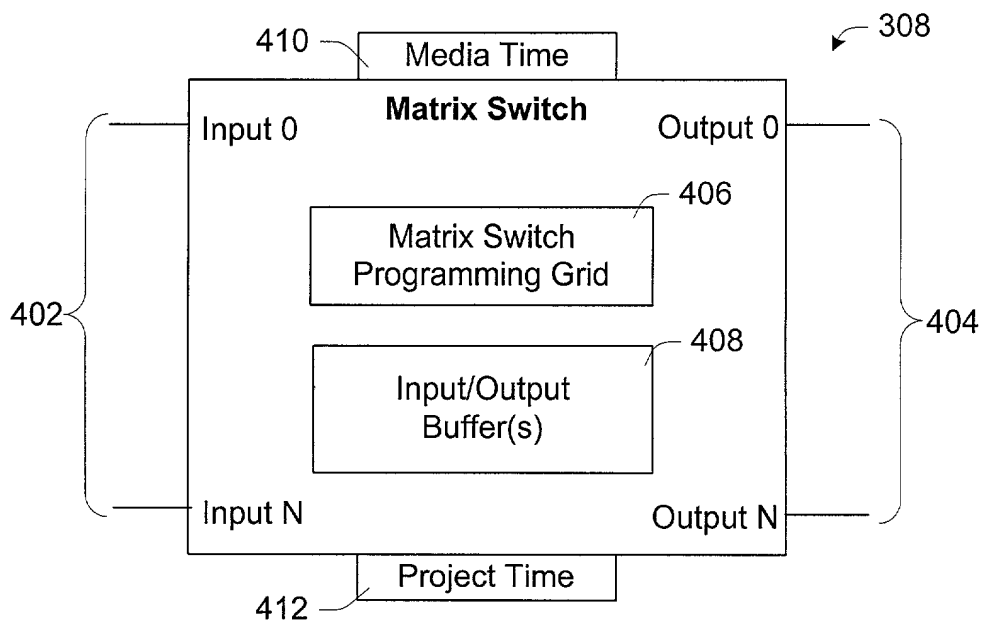 308
410
Media Time
Matrix Switch
Input 0
Output 0
406
Matrix Switch
Programming Grid
402
404
408
Input/Output
Buffer(s)
Input N
Output N
Project Time
412